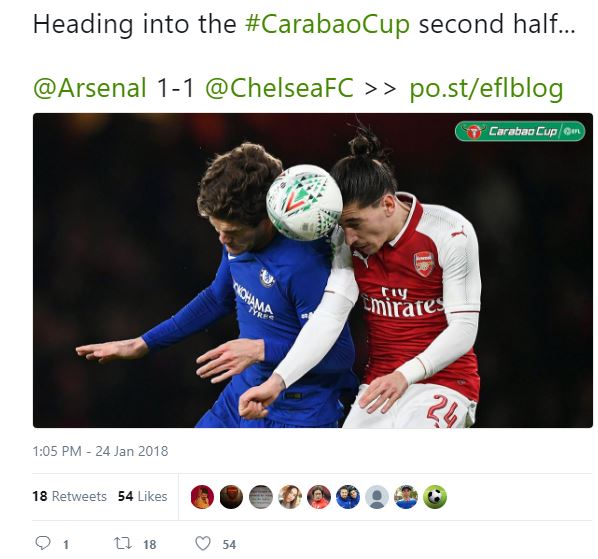 Heading into the #CarabaoCup second half...
@Arsenal 1-1 @ChelseaFC >> po.st/eflblog
Carabao Cup EFL
YOKOHAMA
TYRES
Arsenal
Fly
Emirates
24
1:05 PM - 24 Jan 2018
18 Retweets 54 Likes
1 18 54